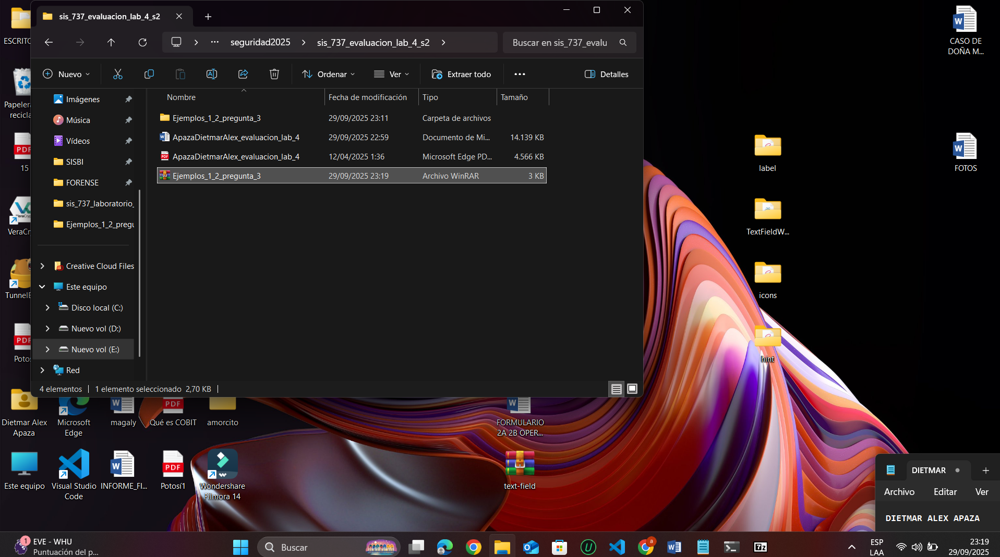 sis_737_evaluacion_lab_4_s2
seguridad2025
sis_737_evaluacion_lab_4_s2
Buscar en sis_737_evalu
Nuevo
Ordenar
Ver
Extraer todo
Detalles
Nombre
Fecha de modificación
Tipo
Tamaño
Ejemplos_1_2_pregunta_3
29/09/2025 23:11
Carpeta de archivos
ApazaDietmarAlex_evaluacion_lab_4
29/09/2025 22:59
Documento de Mi...
14.139 KB
ApazaDietmarAlex_evaluacion_lab_4
12/04/2025 1:36
Microsoft Edge PD...
4.566 KB
Ejemplos_1_2_pregunta_3
29/09/2025 23:19
Archivo WinRAR
3 KB
Imágenes
Música
Vídeos
SISBI
FORENSE
sis_737_laboratorio_
Ejemplos_1_2_pregu
Creative Cloud Files
Este equipo
Disco local (C:)
Nuevo vol (D:)
Nuevo vol (E:)
Red
4 elementos
1 elemento seleccionado 2,70 KB
ESCRITO
Papelera
recicla
PDF
15
VeraCr
TunnelB
PDF
Potos
Dietmar Alex
Apaza
Microsoft
Edge
magaly
PDF
Qué es COBIT
amorcito
FORMULARIO
2A 2B OPER...
Este equipo
Visual Studio
Code
INFORME_FI...
PDF
Potosí1
Wondershare
Filmora 14
text-field
CASO DE
DOÑA M...
label
FOTOS
TextFieldW...
icons
hint
DIETMAR
Archivo
Editar
Ver
DIETMAR ALEX APAZA
1
EVE - WHU
Puntuación del p...
Buscar
a
7z
ESP
LAA
23:19
29/09/2025